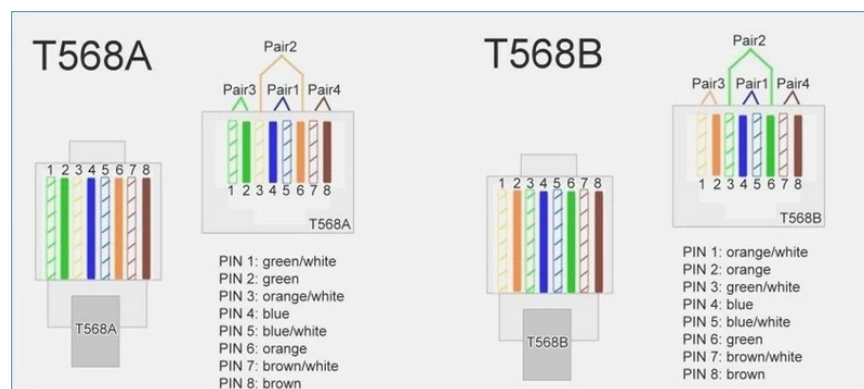 T568A
Pair2
Pair3 Pair1 Pair4
1 2 3 4 5 6 7 8
T568A
1 2 3 4 5 6 7 8
T568A
PIN 1: green/white
PIN 2: green
PIN 3: orange/white
PIN 4: blue
PIN 5: blue/white
PIN 6: orange
PIN 7: brown/white
PIN 8: brown
T568B
Pair2
Pair3 Pair1 Pair4
1 2 3 4 5 6 7 8
T568B
1 2 3 4 5 6 7 8
T568B
PIN 1: orange/white
PIN 2: orange
PIN 3: green/white
PIN 4: blue
PIN 5: blue/white
PIN 6: green
PIN 7: brown/white
PIN 8: brown